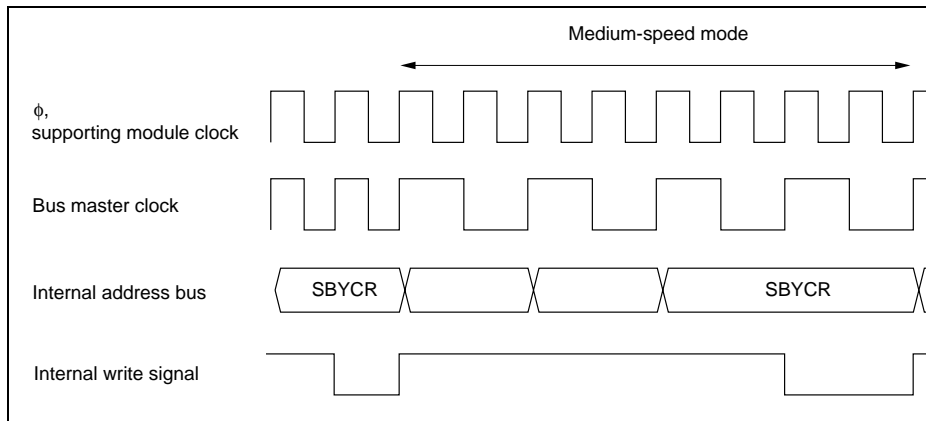 Medium-speed mode
ϕ,
supporting module clock
Bus master clock
Internal address bus
SBYCR
SBYCR
Internal write signal